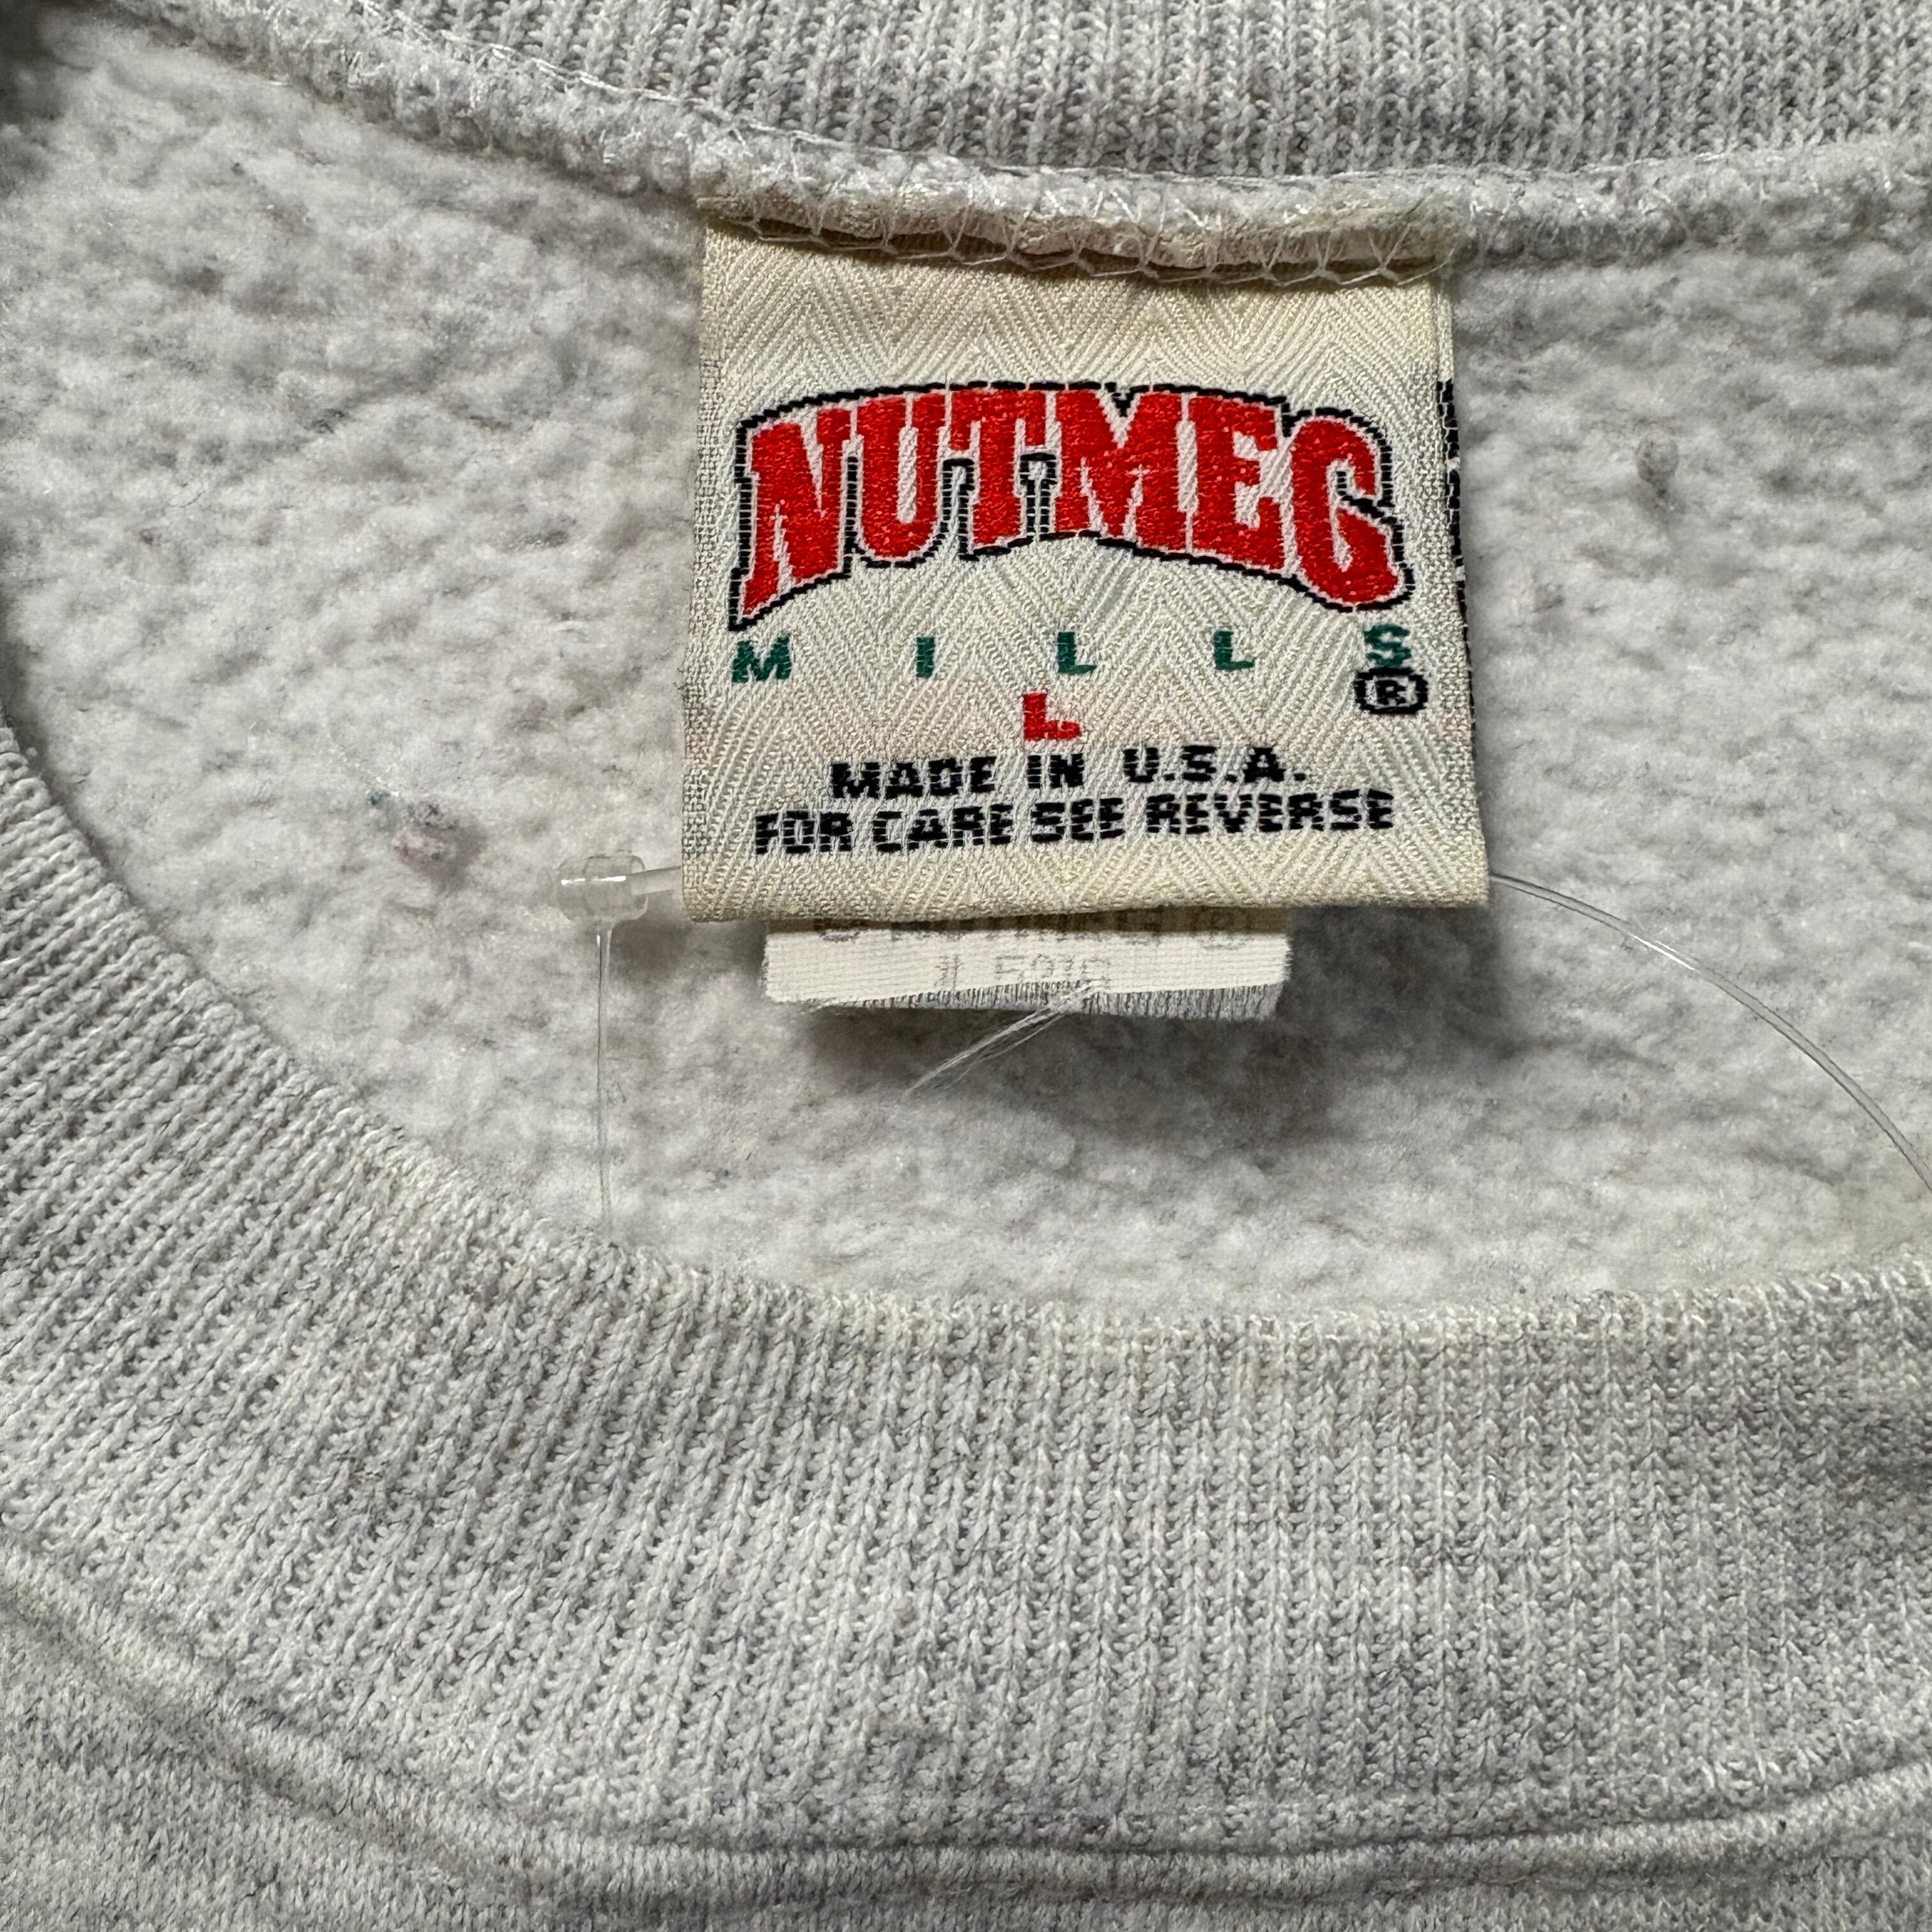 NUTMEG
MILLS
®
L
MADE IN U.S.A.
FOR CARE SEE REVERSE